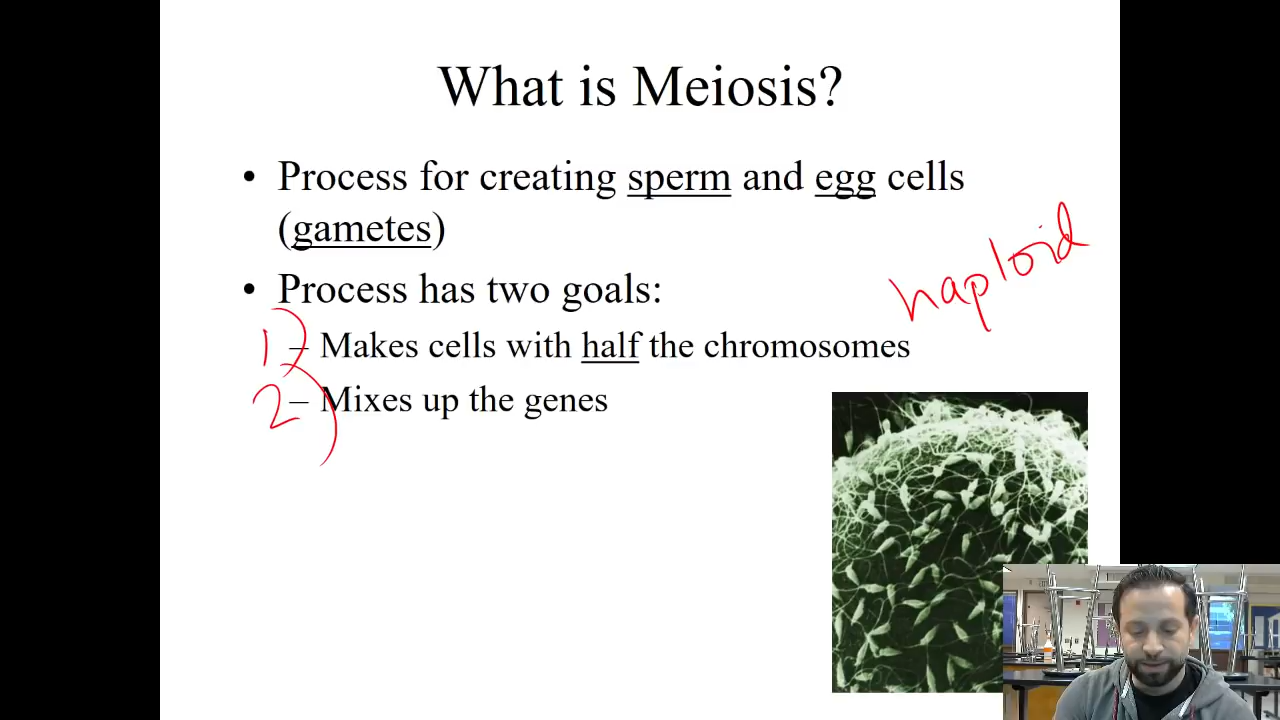 What is Meiosis?
• Process for creating sperm and egg cells
(gametes)
• Process has two goals:
haploid
1) – Makes cells with half the chromosomes
2) – Mixes up the genes